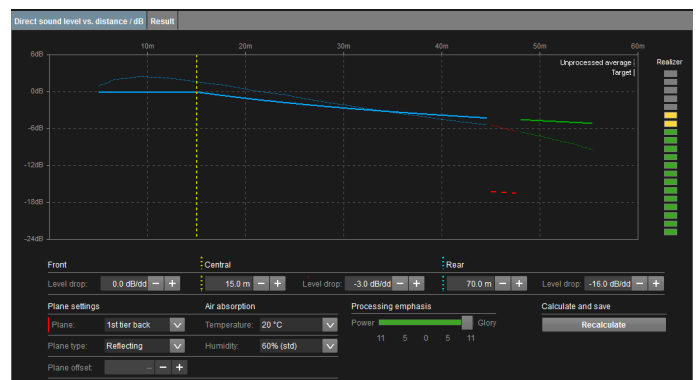 Direct sound level vs. distance / dB Result
10m 20m 30m 40m 50m 60m
6dB
Unprocessed average
Realizer
Target
0dB
-6dB
-12dB
-18dB
-24dB
Front Central Rear
Level drop: 0.0 dB/dd − + 15.0 m − + Level drop: -3.0 dB/dd − + 70.0 m − + Level drop: -16.0 dB/dd − +
Plane settings Air absorption Processing emphasis Calculate and save
Plane: 1st tier back Temperature: 20 °C Power Glory Recalculate
11 5 0 5 11
Plane type: Reflecting Humidity: 60% (std)
Plane offset: -- − +